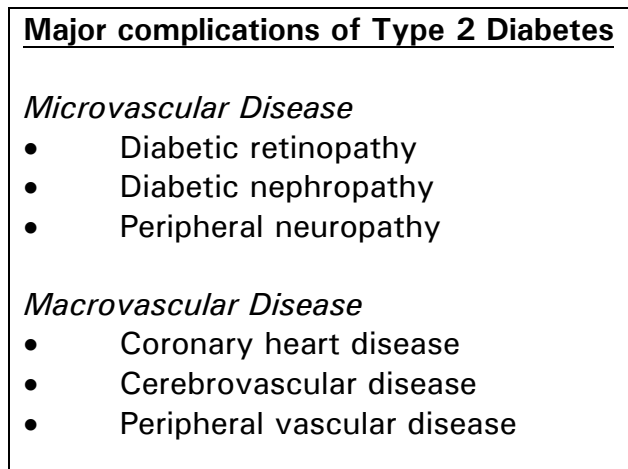 Major complications of Type 2 Diabetes
Microvascular Disease
• Diabetic retinopathy
• Diabetic nephropathy
• Peripheral neuropathy
Macrovascular Disease
• Coronary heart disease
• Cerebrovascular disease
• Peripheral vascular disease